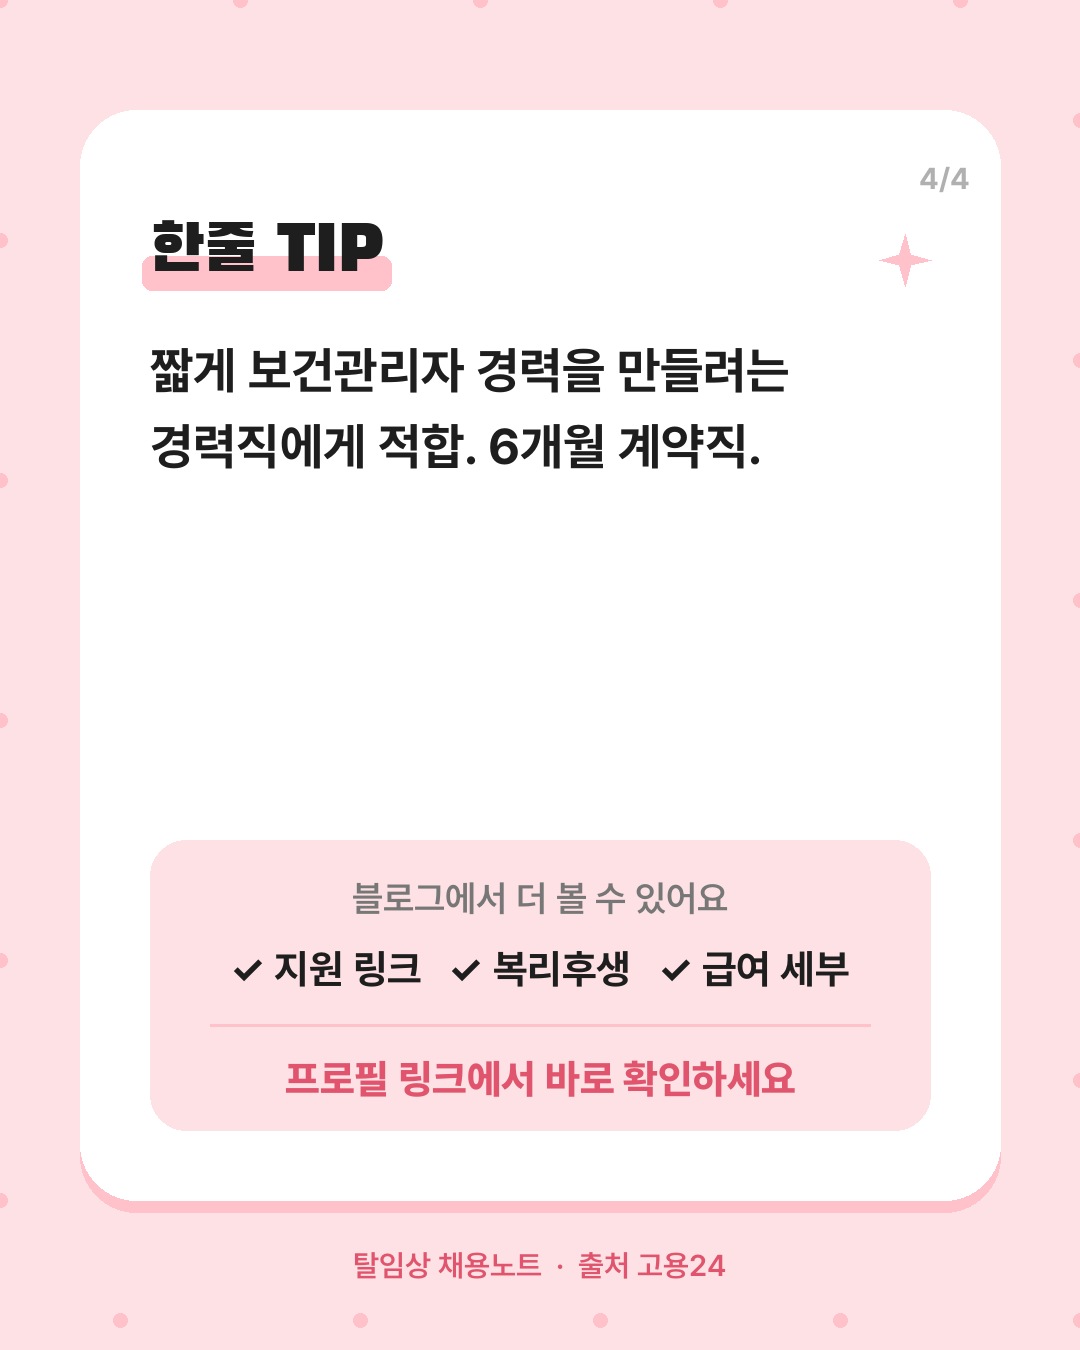 4/4
한줄 TIP
짧게 보건관리자 경력을 만들려는
경력직에게 적합. 6개월 계약직.
블로그에서 더 볼 수 있어요
✓ 지원 링크 ✓ 복리후생 ✓ 급여 세부
프로필 링크에서 바로 확인하세요
탈임상 채용노트 · 출처 고용24